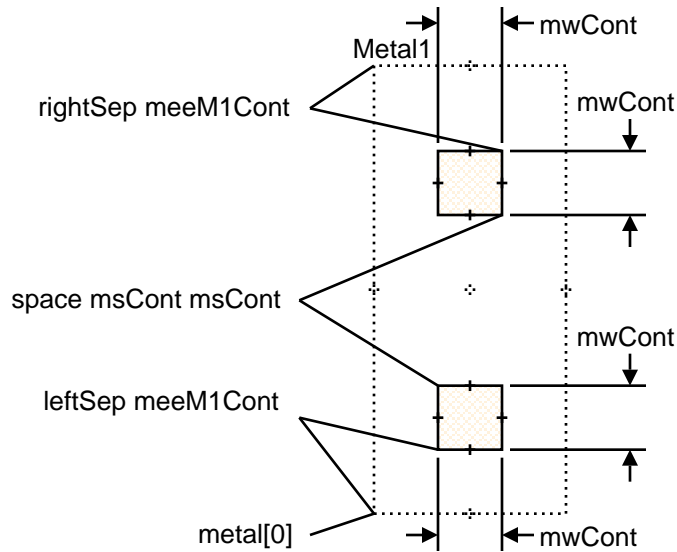 mwCont
Metal1
rightSep meeM1Cont
mwCont
space msCont msCont
mwCont
leftSep meeM1Cont
metal[0]
mwCont